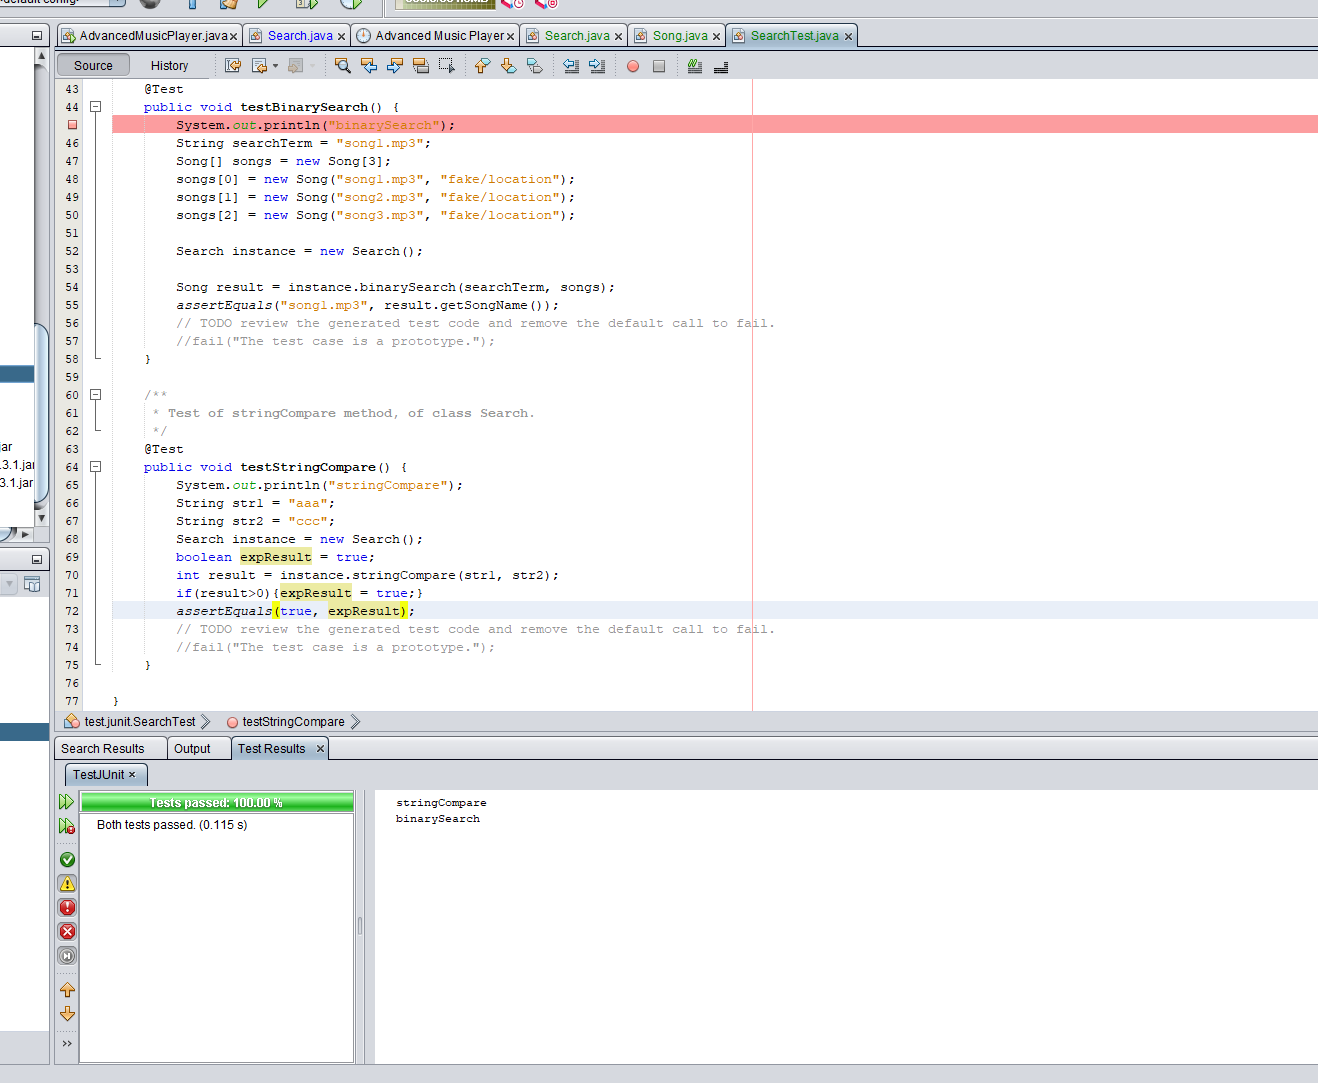 AdvancedMusicPlayer.java Search.java Advanced Music Player Search.java Song.java SearchTest.java
Source History
43 @Test
44 public void testBinarySearch() {
System.out.println("binarySearch");
46 String searchTerm = "song1.mp3";
47 Song[] songs = new Song[3];
48 songs[0] = new Song("song1.mp3", "fake/location");
49 songs[1] = new Song("song2.mp3", "fake/location");
50 songs[2] = new Song("song3.mp3", "fake/location");
51
52 Search instance = new Search();
53
54 Song result = instance.binarySearch(searchTerm, songs);
55 assertEquals("song1.mp3", result.getSongName());
56 // TODO review the generated test code and remove the default call to fail.
57 //fail("The test case is a prototype.");
58 }
59
60 /**
61 * Test of stringCompare method, of class Search.
62 */
63 @Test
64 public void testStringCompare() {
65 System.out.println("stringCompare");
66 String str1 = "aaa";
67 String str2 = "ccc";
68 Search instance = new Search();
69 boolean expResult = true;
70 int result = instance.stringCompare(str1, str2);
71 if(result>0){expResult = true;}
72 assertEquals(true, expResult);
73 // TODO review the generated test code and remove the default call to fail.
74 //fail("The test case is a prototype.");
75 }
76
77 }
ar
.3.1.jar
3.1.jar
test.junit.SearchTest testStringCompare
Search Results Output Test Results
TestJUnit
Tests passed: 100.00 %
Both tests passed. (0.115 s)
stringCompare
binarySearch